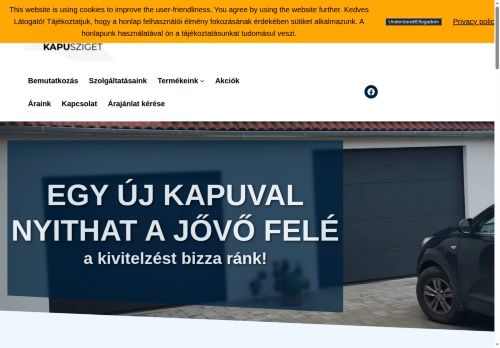 This website is using cookies to improve the user-friendliness. You agree by using the website further. Kedves
Látogató! Tájékoztatjuk, hogy a honlap felhasználói élmény fokozásának érdekében sütiket alkalmazunk. A
honlapunk használatával ön a tájékoztatásunkat tudomásul veszi.
Understand/Elfogadom
Privacy polic
KAPUSZIGET
Bemutatkozás Szolgáltatásaink Termékeink Akciók
Áraink Kapcsolat Árajánlat kérése
EGY ÚJ KAPUVAL
NYITHAT A JŐVŐ FELÉ
a kivitelzést bizza ránk!